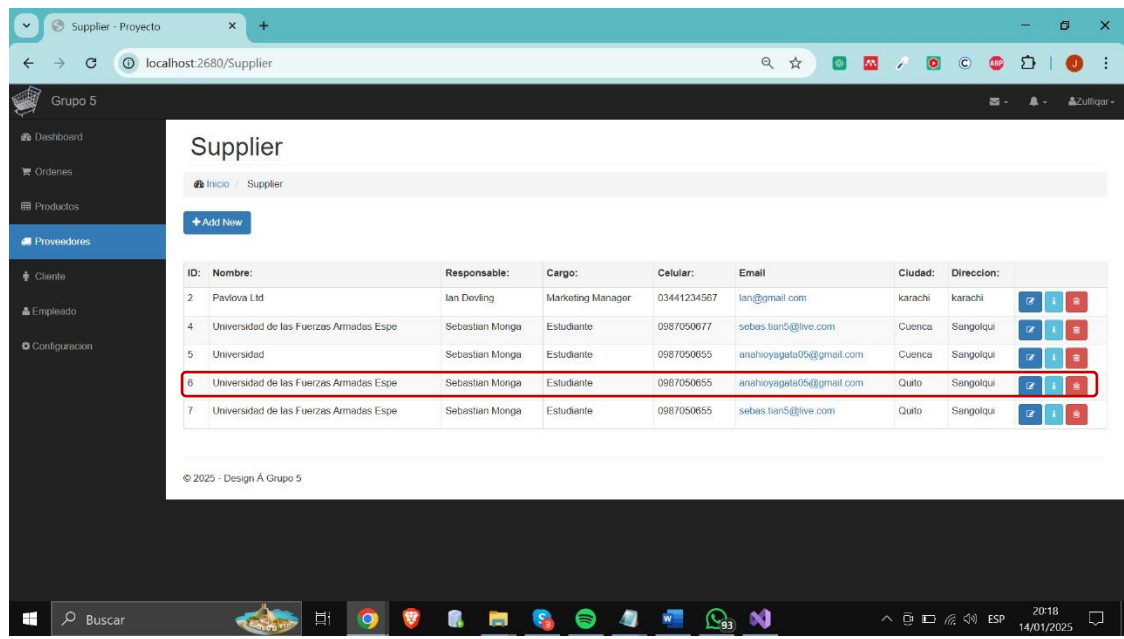 Supplier - Proyecto
localhost:2680/Supplier
ABP
J
Grupo 5
Zulfiqar
Dashboard
Ordenes
Productos
Proveedores
Cliente
Empleado
Configuracion
Supplier
Inicio / Supplier
+ Add New
ID: Nombre: Responsable: Cargo: Celular: Email Ciudad: Direccion:
2 Pavlova Ltd Ian Devling Marketing Manager 03441234567 Ian@gmail.com karachi karachi
4 Universidad de las Fuerzas Armadas Espe Sebastian Monga Estudiante 0987050677 sebas.tian5@live.com Cuenca Sangolqui
5 Universidad Sebastian Monga Estudiante 0987050655 anahioyagata05@gmail.com Cuenca Sangolqui
6 Universidad de las Fuerzas Armadas Espe Sebastian Monga Estudiante 0987050655 anahioyagata05@gmail.com Quito Sangolqui
7 Universidad de las Fuerzas Armadas Espe Sebastian Monga Estudiante 0987050655 sebas.tian5@live.com Quito Sangolqui
© 2025 - Design Á Grupo 5
Buscar
93
ESP
20:18
14/01/2025